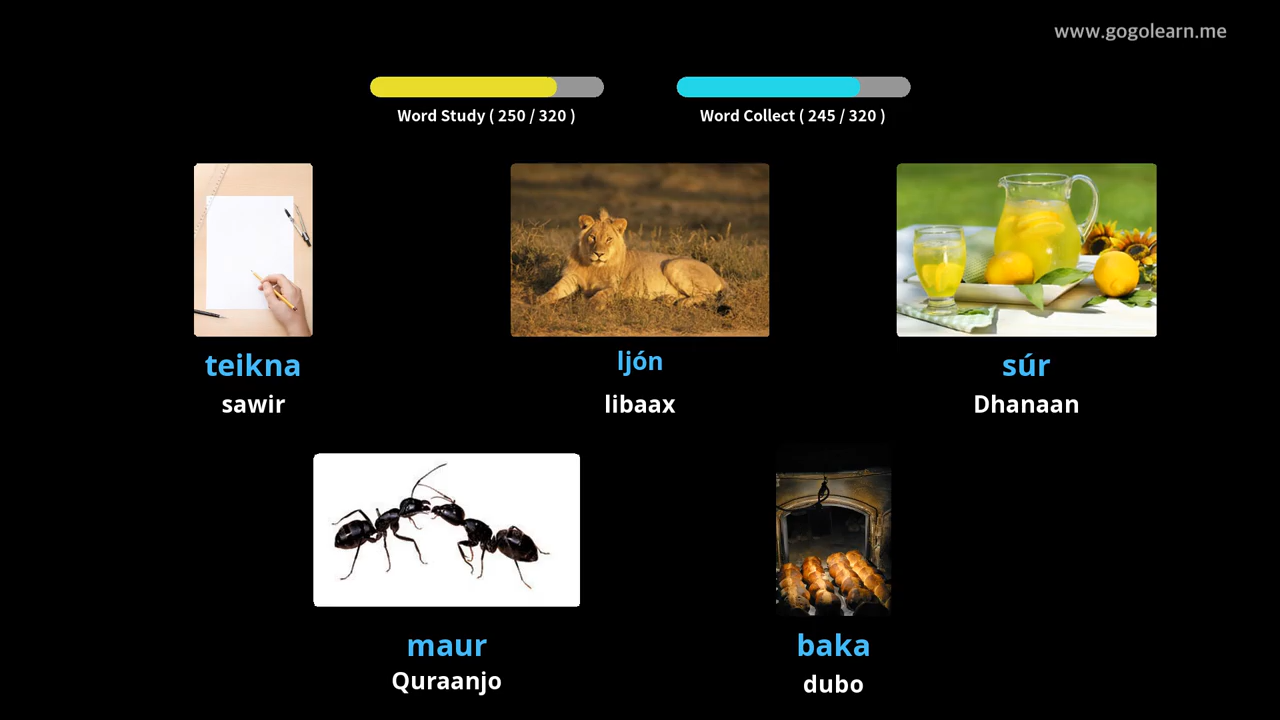 www.gogolearn.me
Word Study ( 250 / 320 )
Word Collect ( 245 / 320 )
teikna
ljón
súr
sawir
libaax
Dhanaan
maur
baka
Quraanjo
dubo